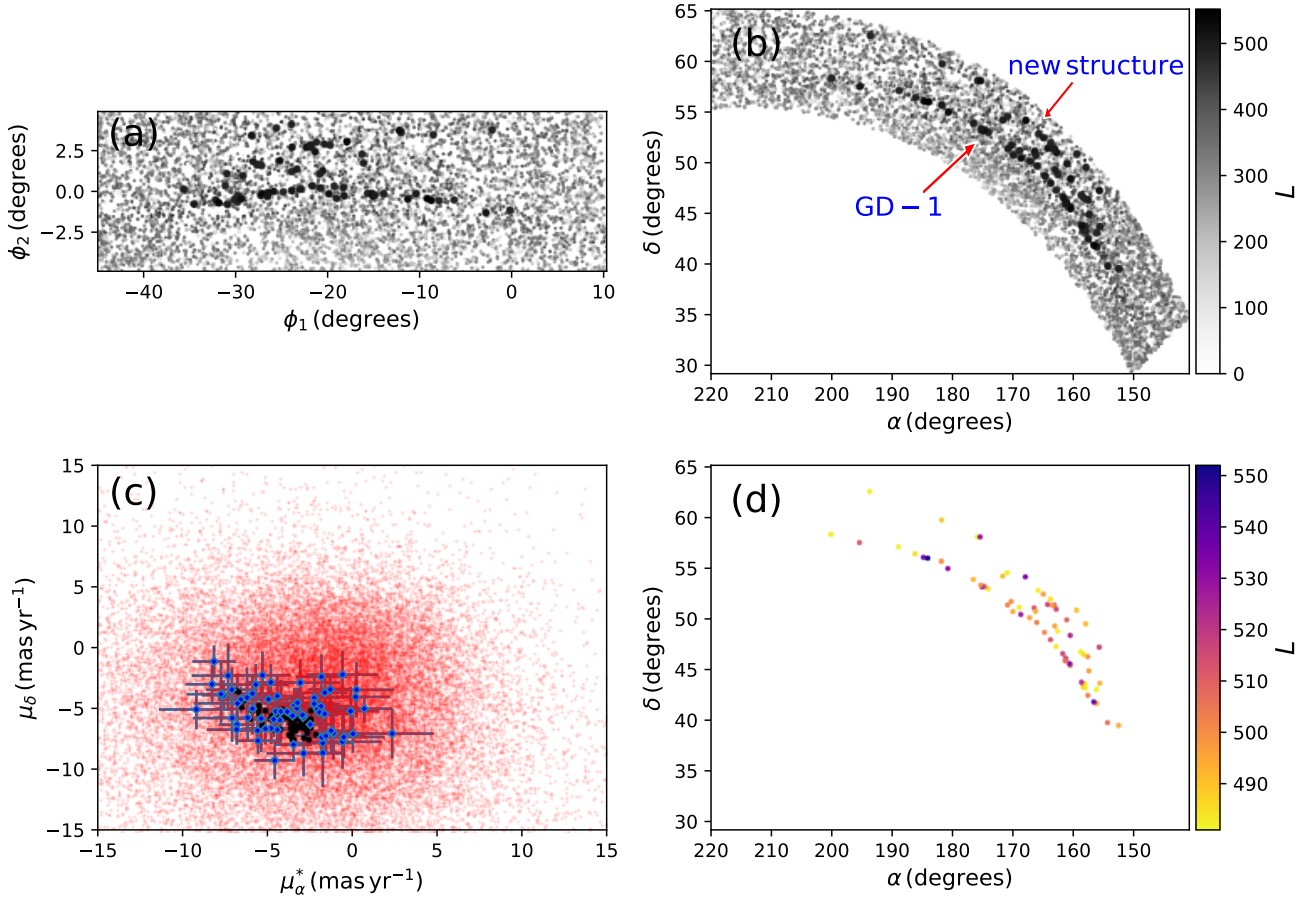 (a)
2.5
0.0
−2.5
ϕ₂ (degrees)
−40 −30 −20 −10 0 10
ϕ₁ (degrees)
(b)
new structure
GD − 1
65
60
55
50
45
40
35
30
δ (degrees)
220 210 200 190 180 170 160 150
α (degrees)
500
400
300
200
100
0
L
(c)
15
10
5
0
−5
−10
−15
μ_δ (mas yr⁻¹)
−15 −10 −5 0 5 10 15
μ*_α (mas yr⁻¹)
(d)
65
60
55
50
45
40
35
30
δ (degrees)
220 210 200 190 180 170 160 150
α (degrees)
550
540
530
520
510
500
490
L